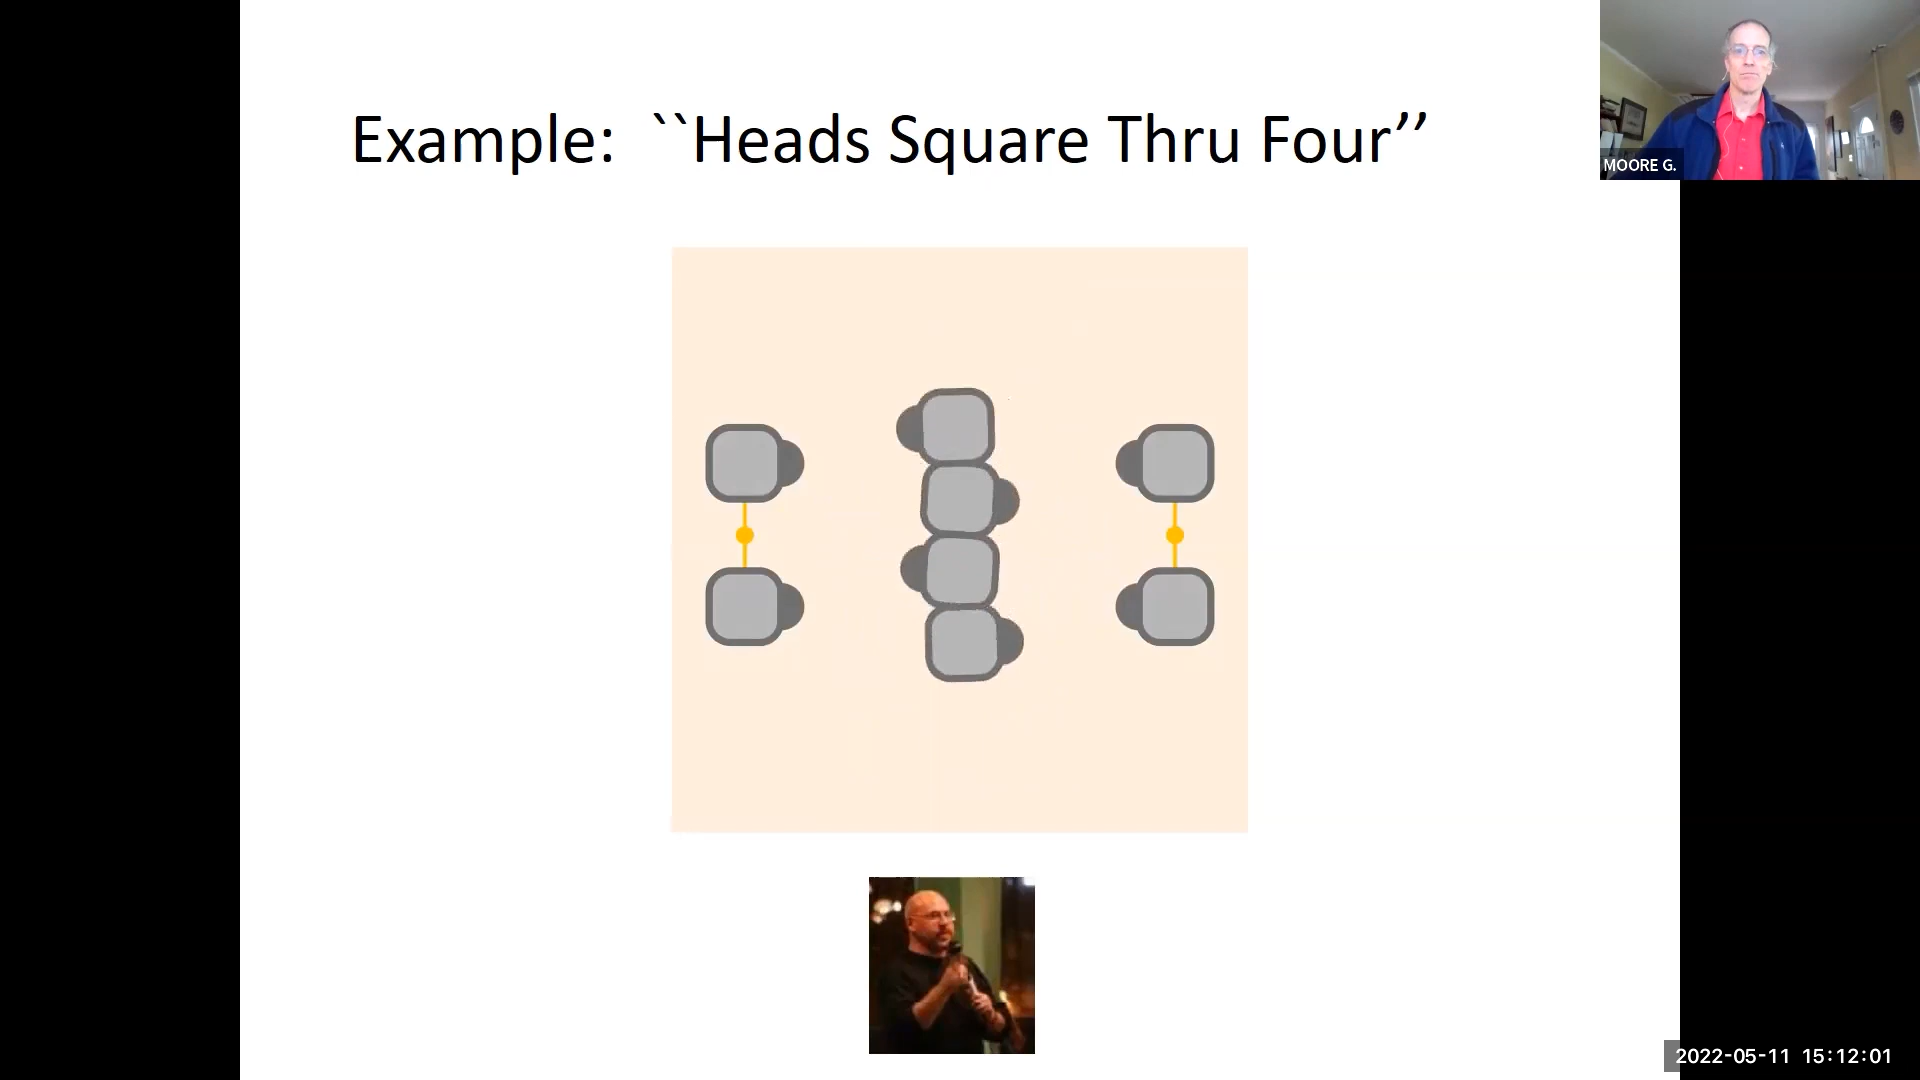 Example:  ``Heads Square Thru Four’’
MOORE G.
2022-05-11 15:12:01